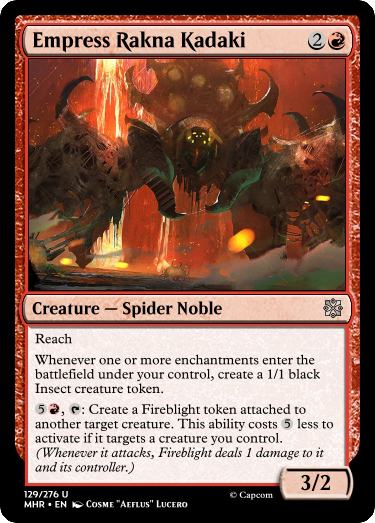 Empress Rakna Kadaki 2
Creature — Spider Noble
Reach
Whenever one or more enchantments enter the
battlefield under your control, create a 1/1 black
Insect creature token.
5, : Create a Fireblight token attached to
another target creature. This ability costs 5 less to
activate if it targets a creature you control.
(Whenever it attacks, Fireblight deals 1 damage to it
and its controller.)
3/2
129/276 U
MHR • EN Cosme "Aeflus" Lucero
© Capcom